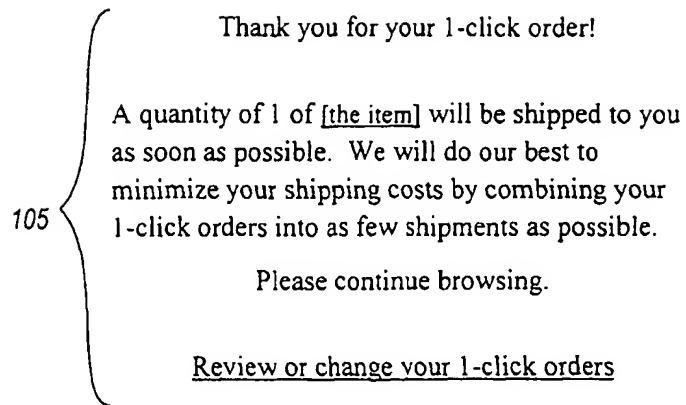 Thank you for your 1-click order!
A quantity of 1 of [the item] will be shipped to you
as soon as possible. We will do our best to
minimize your shipping costs by combining your
105
1-click orders into as few shipments as possible.
Please continue browsing.
Review or change your 1-click orders